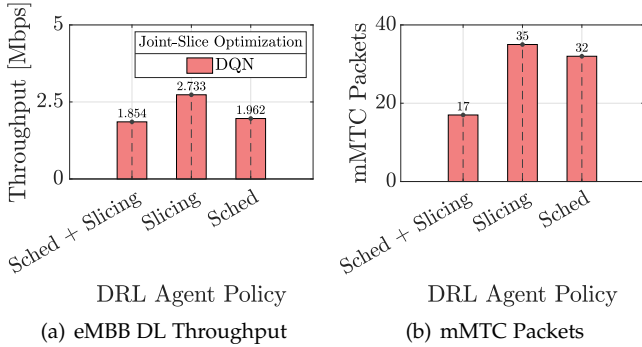 Throughput [Mbps]
5
2.5
0
Joint-Slice Optimization
DQN
1.854
2.733
1.962
Sched + Slicing
Slicing
Sched
DRL Agent Policy
(a) eMBB DL Throughput
mMTC Packets
40
20
0
17
35
32
Sched + Slicing
Slicing
Sched
DRL Agent Policy
(b) mMTC Packets